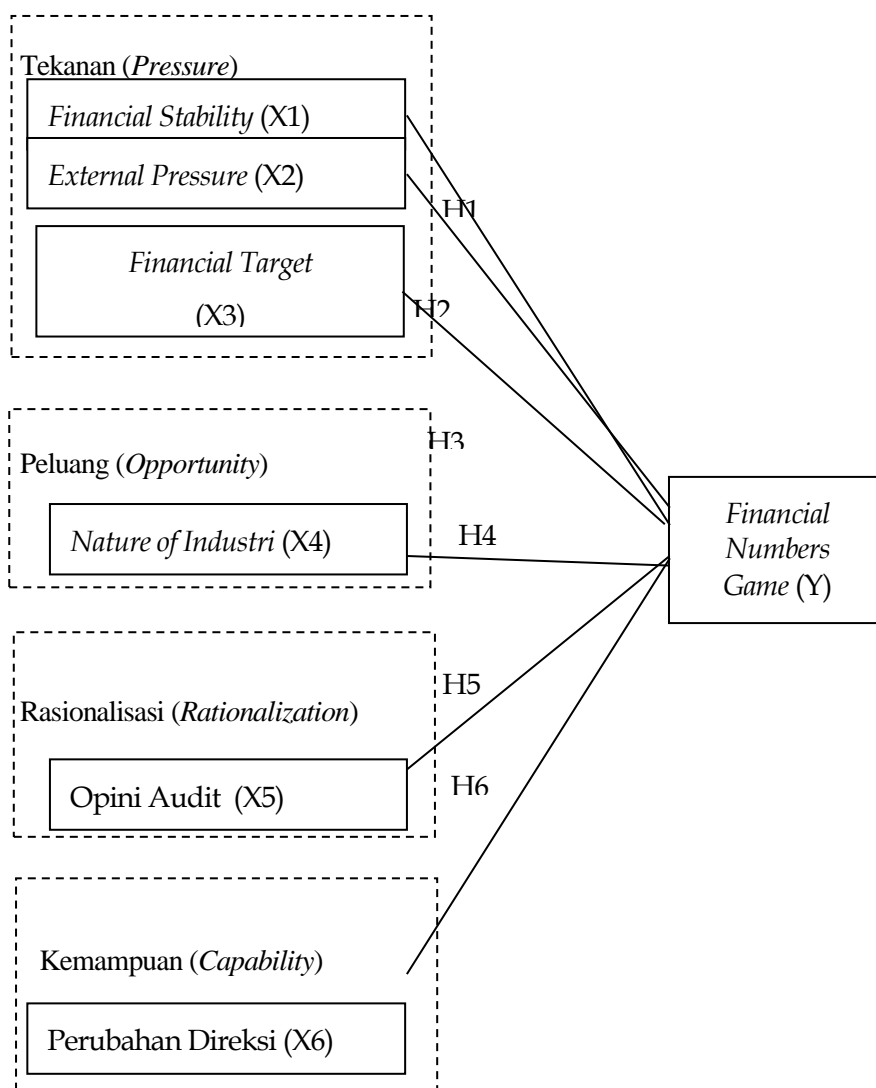 Tekanan (Pressure)
Financial Stability (X1)
External Pressure (X2)
H1
Financial Target
(X3)
H2
H3
Peluang (Opportunity)
Nature of Industri (X4)
H4
Financial
Numbers
Game (Y)
H5
Rasionalisasi (Rationalization)
Opini Audit (X5)
H6
Kemampuan (Capability)
Perubahan Direksi (X6)